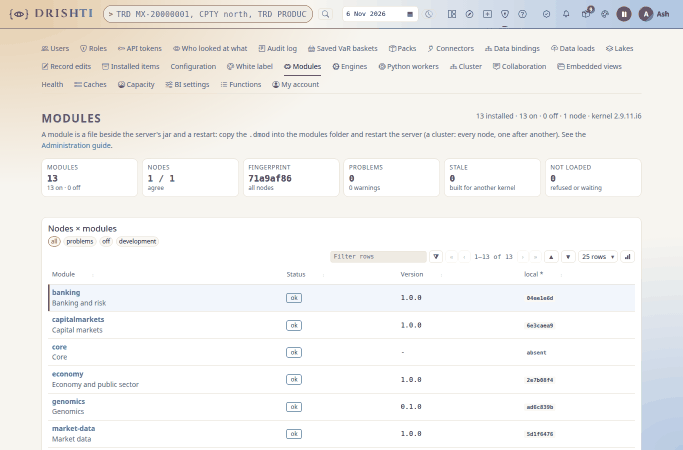 {👁} DRISHTI
> TRD MX-20000001, CPTY north, TRD PRODUC
6 Nov 2026
A Ash
Users Roles API tokens Who looked at what Audit log Saved VaR baskets Packs Connectors Data bindings Data loads Lakes
Record edits Installed items Configuration White label Modules Engines Python workers Cluster Collaboration Embedded views
Health Caches Capacity BI settings Functions My account
MODULES
13 installed · 13 on · 0 off · 1 node · kernel 2.9.11.i6
A module is a file beside the server's jar and a restart: copy the .dmod into the modules folder and restart the server (a cluster: every node, one after another). See the
Administration guide.
MODULES
13
13 on · 0 off
NODES
1 / 1
agree
FINGERPRINT
71a9af86
all nodes
PROBLEMS
0
0 warnings
STALE
0
built for another kernel
NOT LOADED
0
refused or waiting
Nodes × modules
all problems off development
Filter rows
« ‹ 1–13 of 13 › » ▲ ▼ 25 rows ▾
Module Status Version local *
banking
Banking and risk
ok 1.0.0 04ea1e6d
capitalmarkets
Capital markets
ok 1.0.0 6e3caea9
core
Core
ok - absent
economy
Economy and public sector
ok 1.0.0 2e7b08f4
genomics
Genomics
ok 0.1.0 ad6c839b
market-data
Market data
ok 1.0.0 5d1f6476